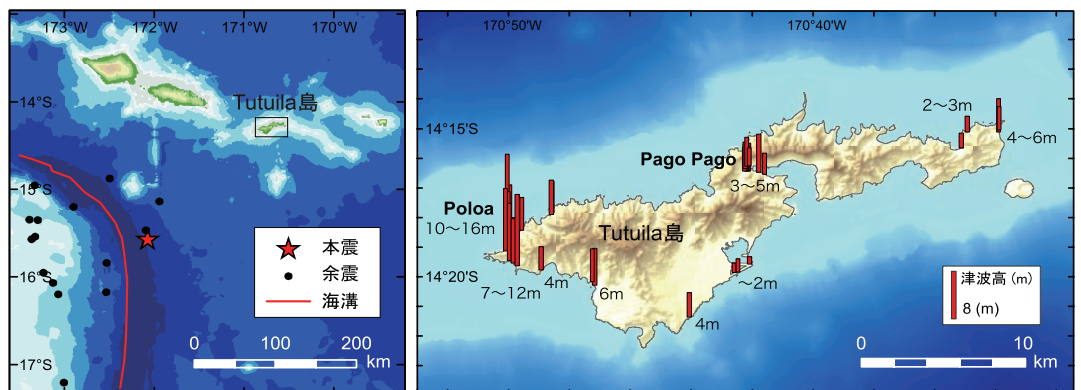 173°W
172°W
171°W
170°W
14°S
15°S
16°S
17°S
Tutuila島
本震
余震
海溝
0 100 200
km
170°50'W
170°40'W
14°15'S
14°20'S
Poloa
10〜16m
7〜12m
4m
6m
4m
〜2m
Pago Pago
3〜5m
Tutuila島
2〜3m
4〜6m
津波高 (m)
8 (m)
0 10
km